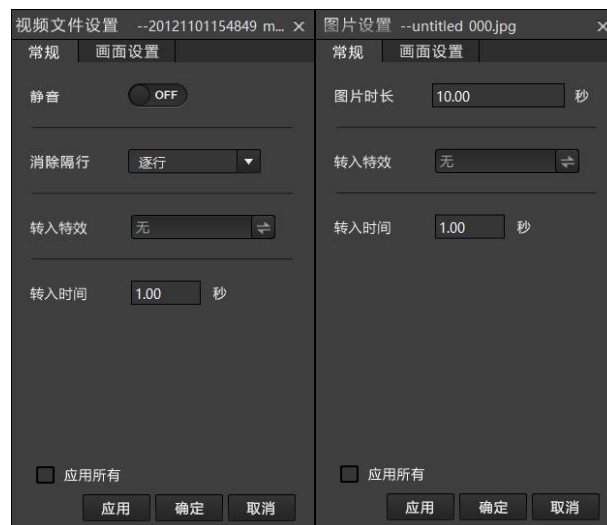 视频文件设置 --20121101154849 m... ×
常规 画面设置
静音 OFF
消除隔行 逐行
转入特效 无
转入时间 1.00 秒
应用所有
应用 确定 取消
图片设置 --untitled 000.jpg ×
常规 画面设置
图片时长 10.00 秒
转入特效 无
转入时间 1.00 秒
应用所有
应用 确定 取消